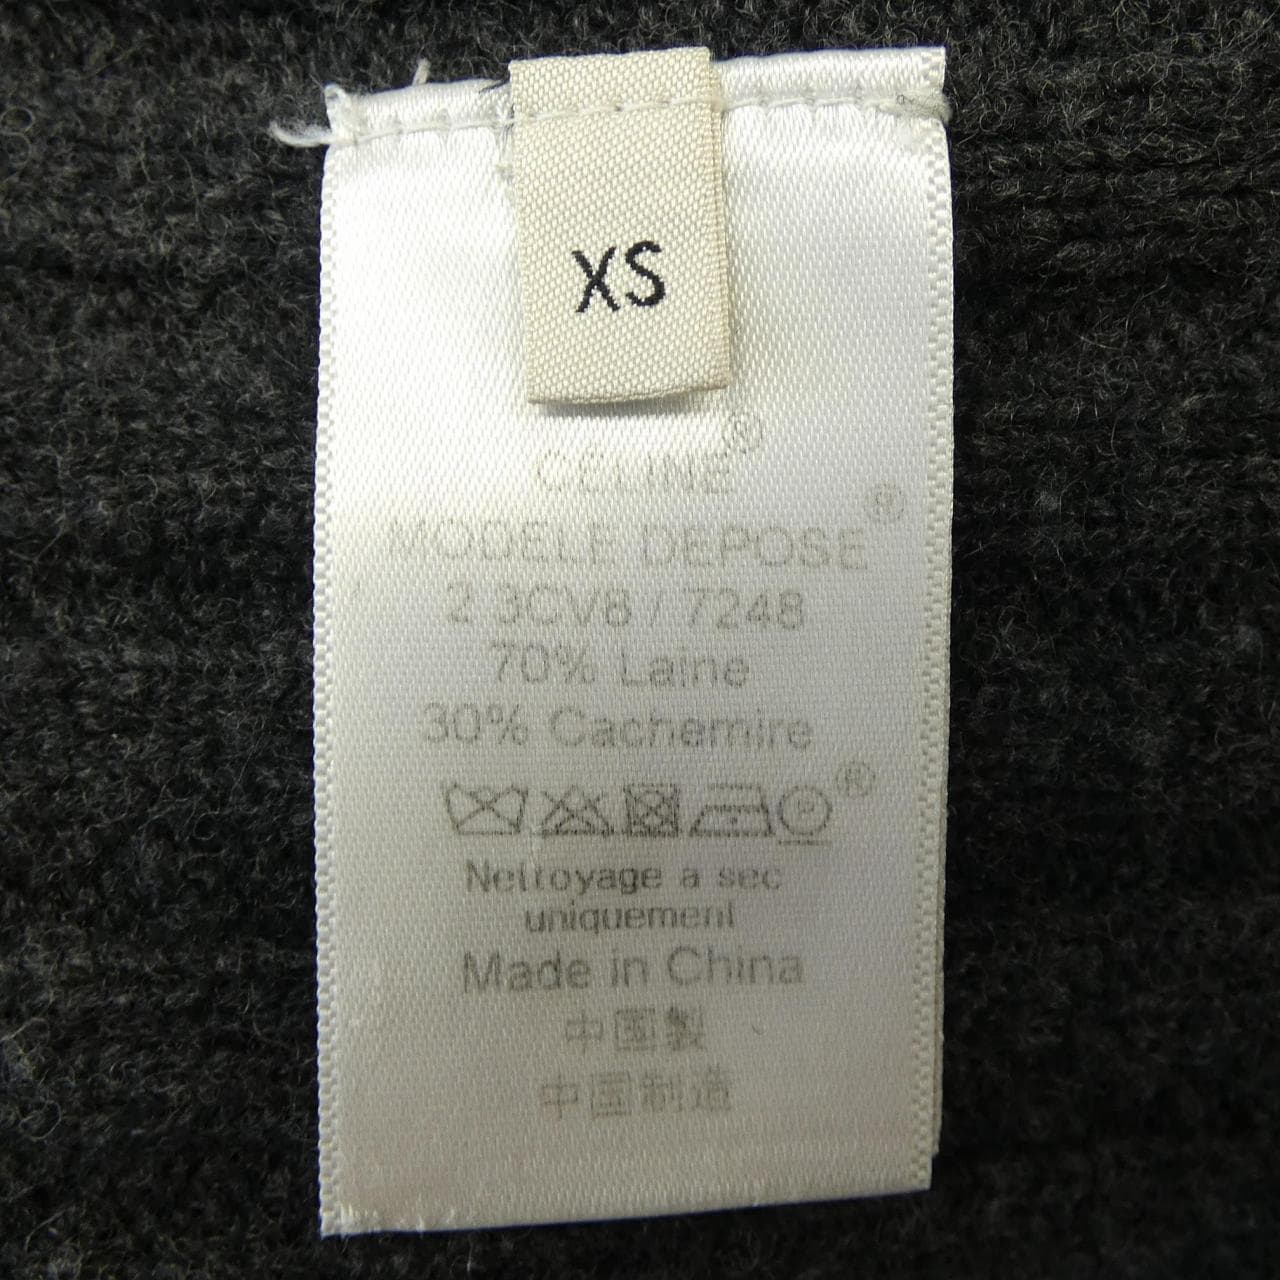 XS
CÉLINE®
MODELE DEPOSE®
2 3CV8 / 7248
70% Laine
30% Cachemire
P ®
Nettoyage a sec
uniquement
Made in China
中国製
中国制造